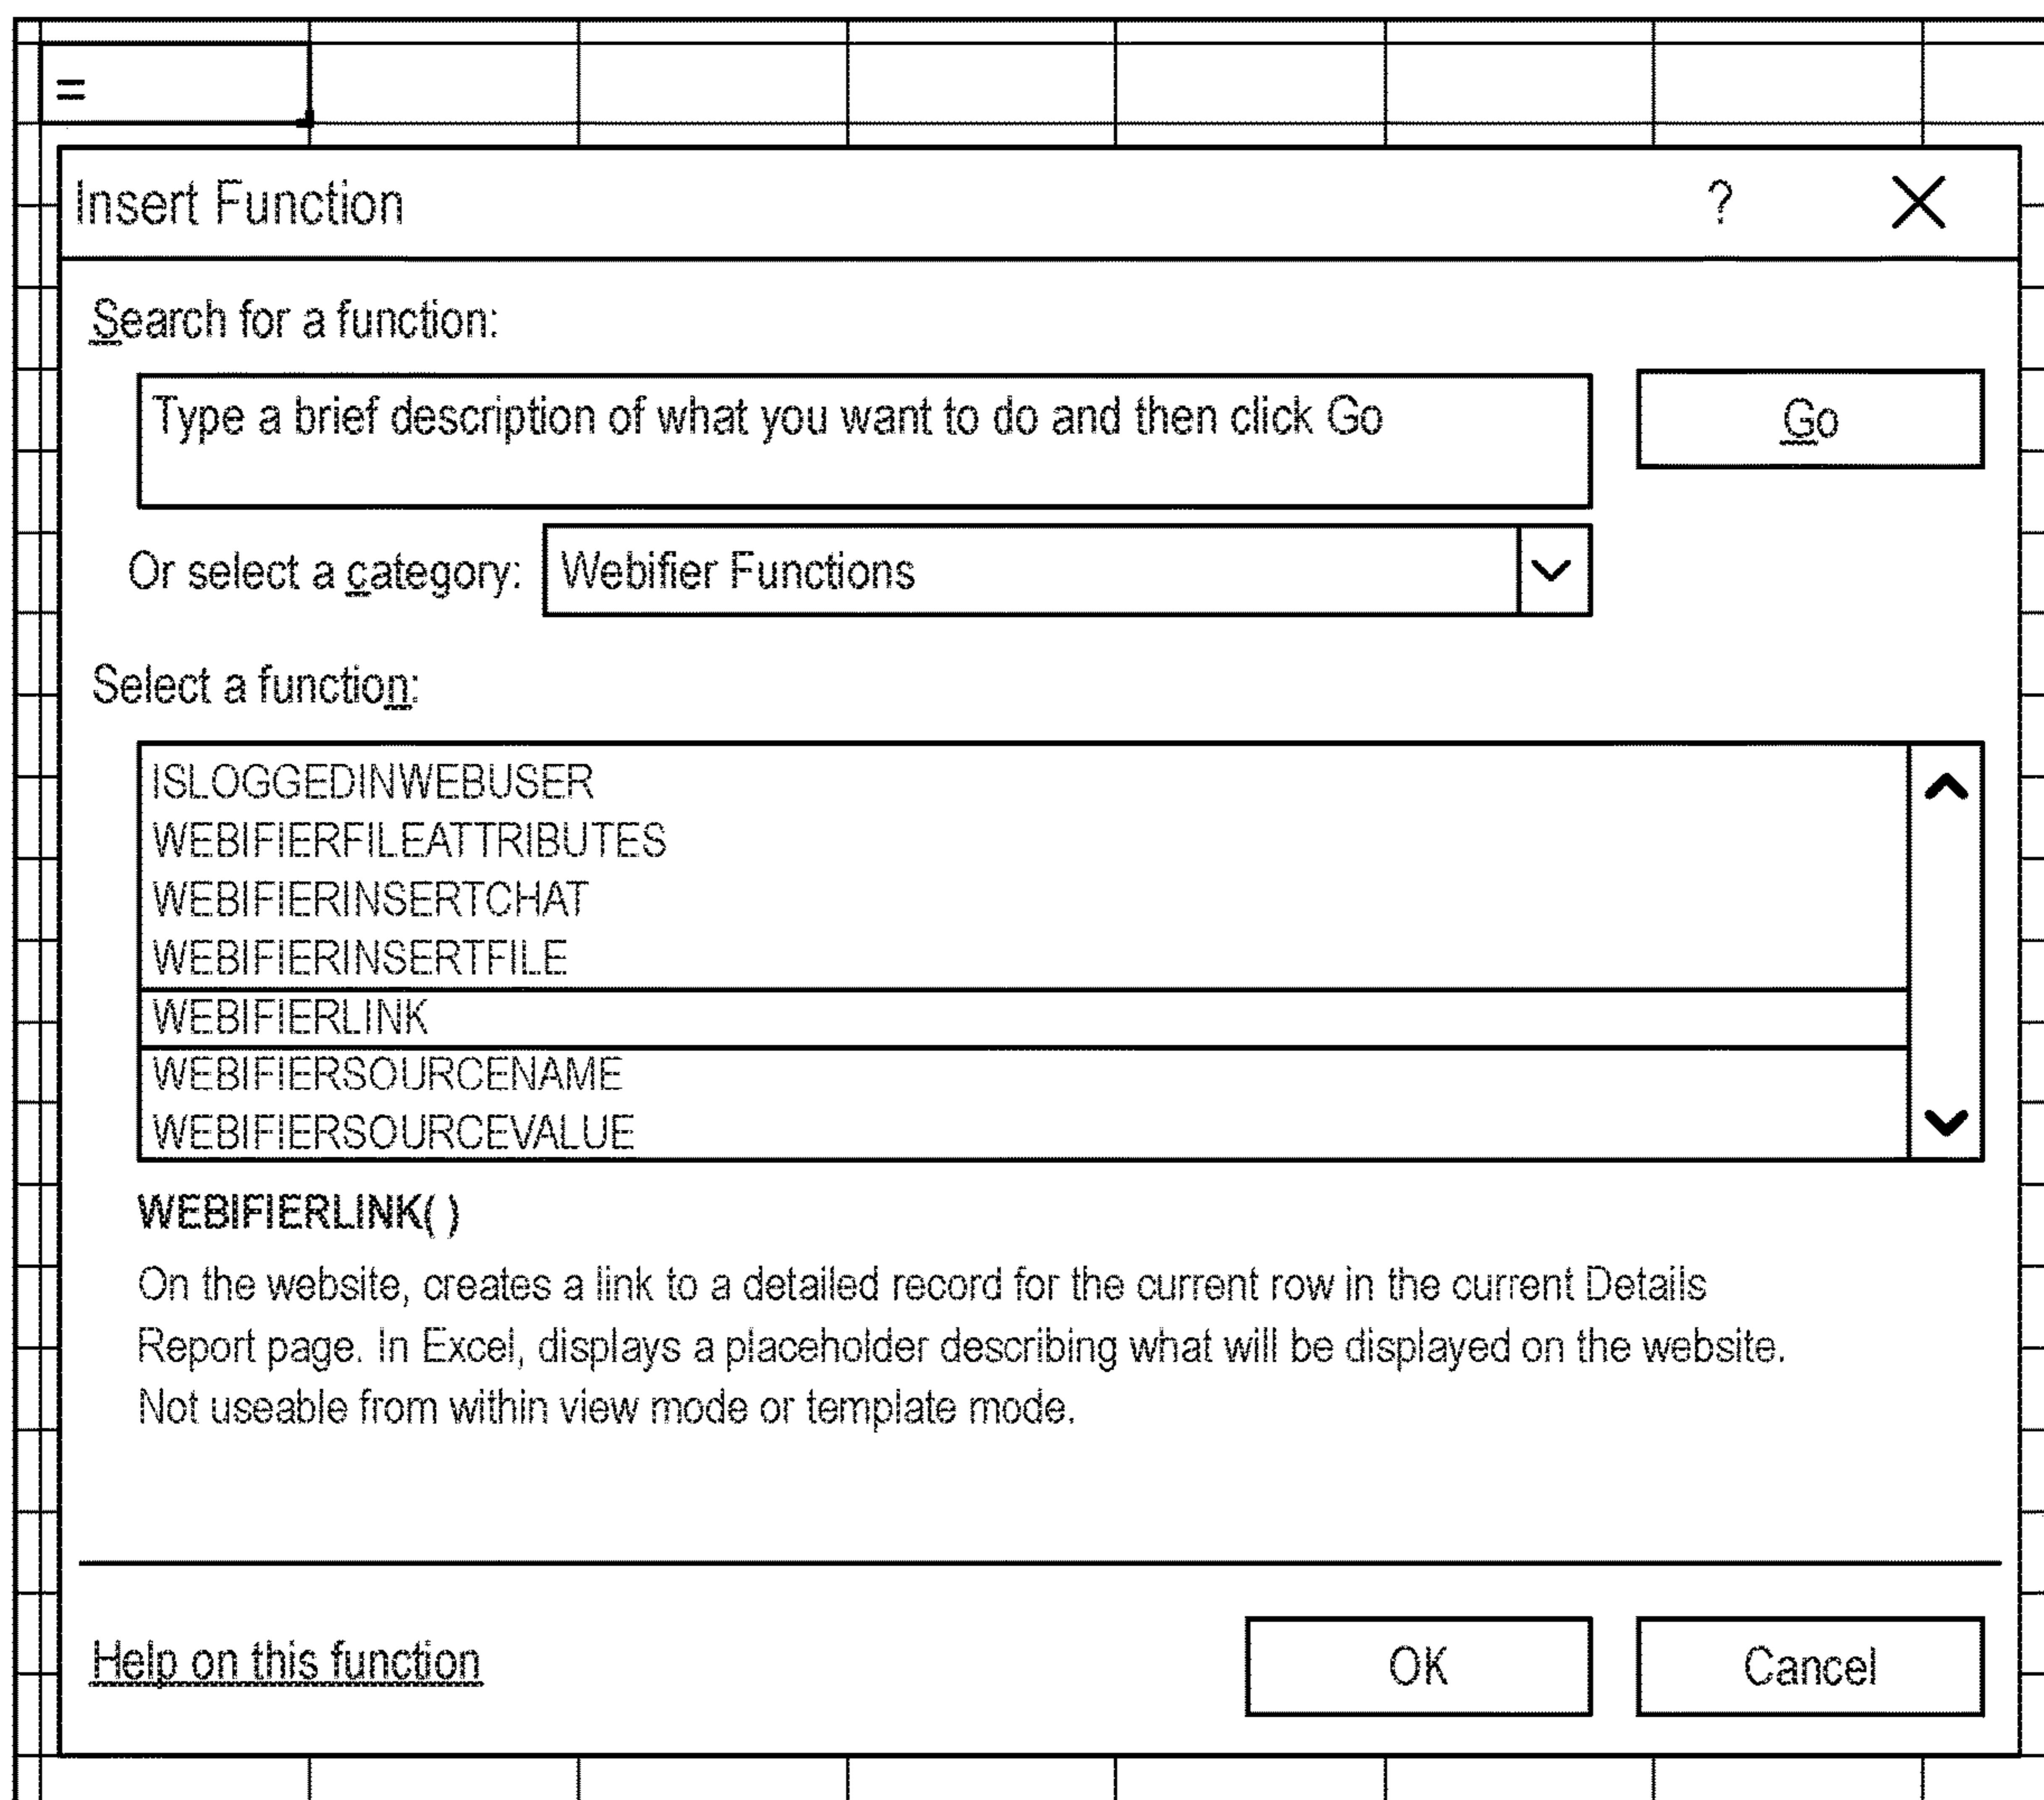 =
Insert Function ?
Search for a function:
Type a brief description of what you want to do and then click Go
Go
Or select a category: Webifier Functions
Select a function:
ISLOGGEDINWEBUSER
WEBIFIERFILEATTRIBUTES
WEBIFIERINSERTCHAT
WEBIFIERINSERTFILE
WEBIFIERLINK
WEBIFIERSOURCENAME
WEBIFIERSOURCEVALUE
WEBIFIERLINK( )
On the website, creates a link to a detailed record for the current row in the current Details
Report page. In Excel, displays a placeholder describing what will be displayed on the website.
Not useable from within view mode or template mode.
Help on this function
OK
Cancel